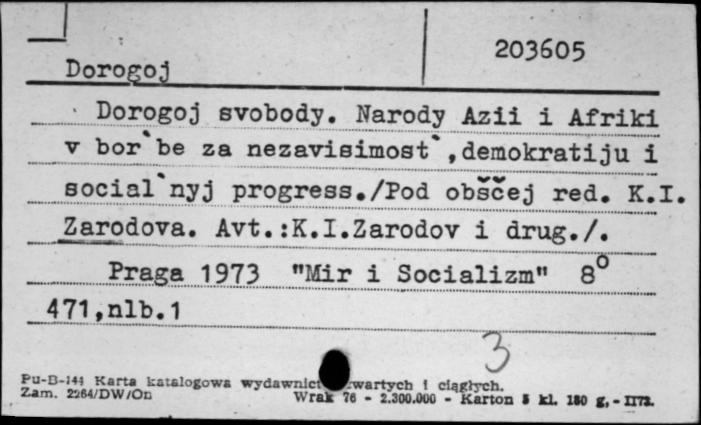 203605
Dorogoj
Dorogoj svobody. Narody Azii i Afriki
v bor`be za nezavisimost`,demokratiju i
social`nyj progress./Pod obščej red. K.I.
Zarodova. Avt.:K.I.Zarodov i drug./.
Praga 1973 "Mir i Socializm" 8°
471,nlb.1
3
Pu-B-144 Karta katalogowa wydawnict zwartych i ciągłych.
Zam. 2264/DW/On Wrak 76 - 2.300.000 - Karton 5 kl. 180 g,-II73.